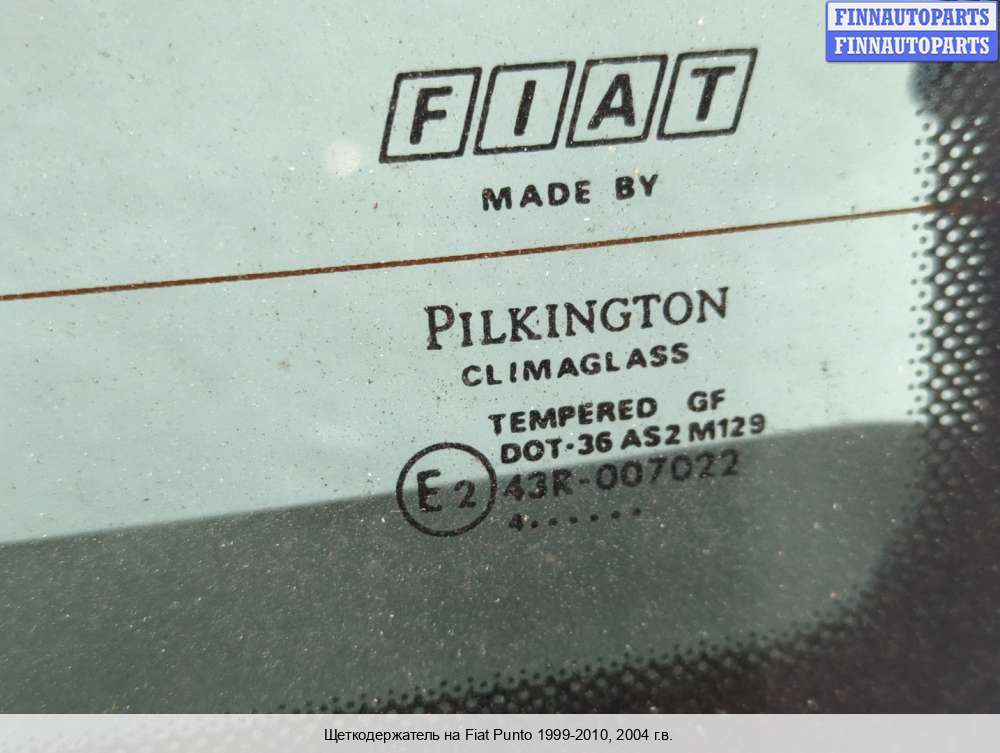 FINNAUTOPARTS
FINNAUTOPARTS
FIAT
MADE BY
PILKINGTON
CLIMAGLASS
TEMPERED GF
DOT·36 AS2 M129
E2 43R-007022
4······
Щеткодержатель на Fiat Punto 1999-2010, 2004 г.в.